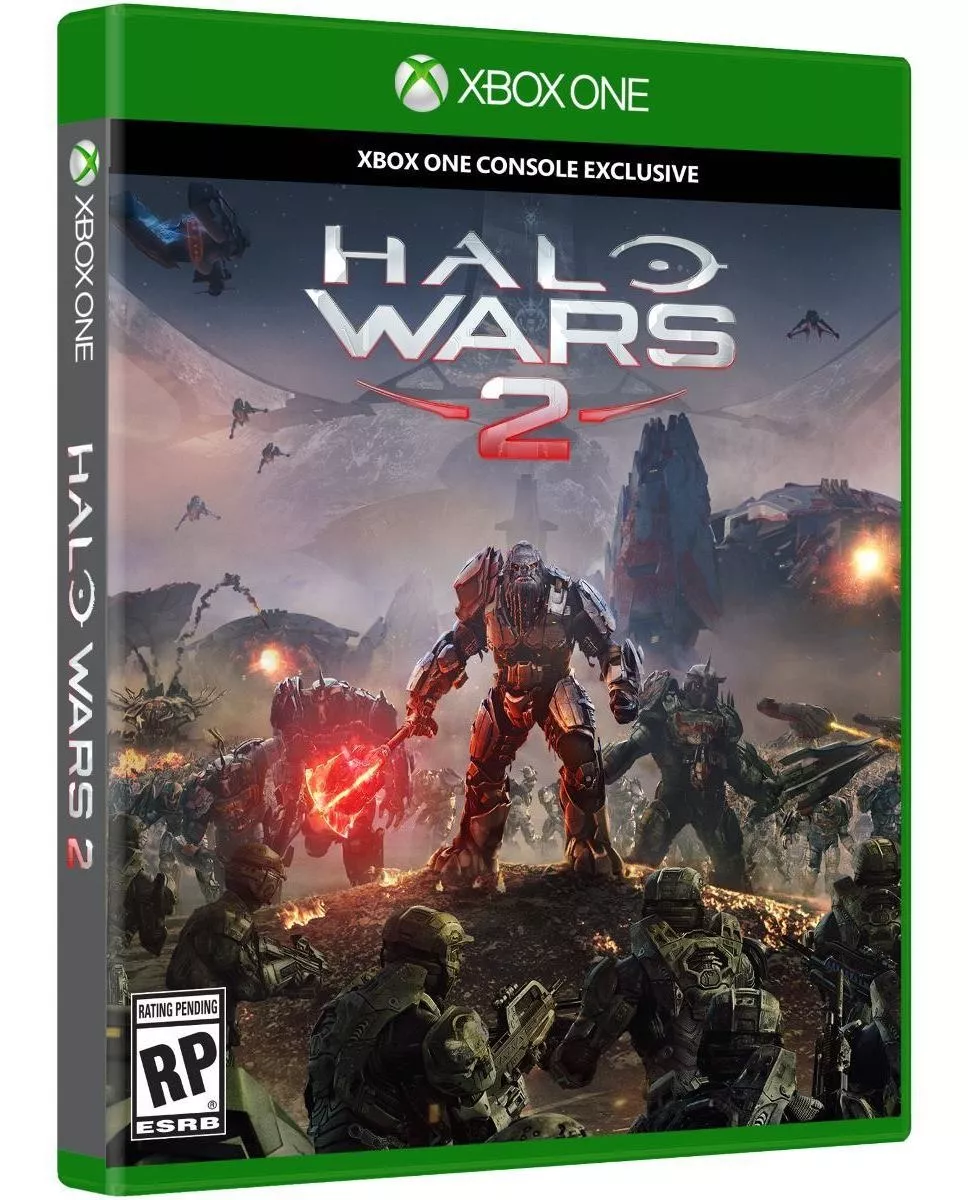 XBOX ONE
XBOX ONE CONSOLE EXCLUSIVE
HALO
WARS
2
XBOX ONE
HALO WARS 2
RATING PENDING
RP
®
ESRB